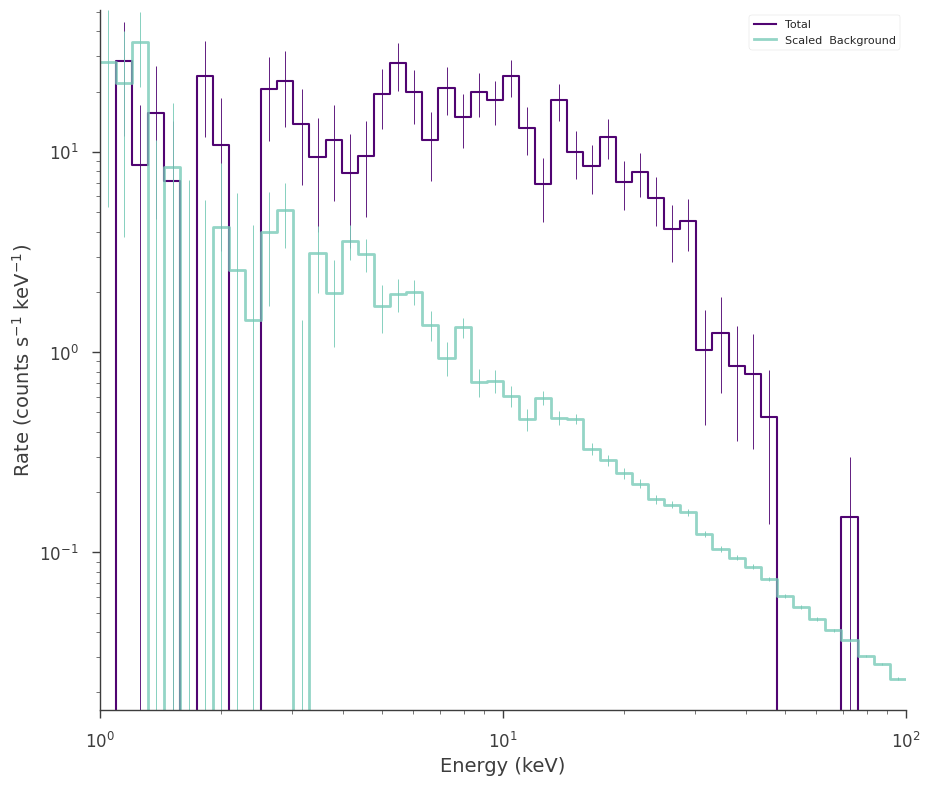 Total
Scaled Background
Rate (counts s⁻¹ keV⁻¹)
10¹
10⁰
10⁻¹
10⁰ 10¹ 10²
Energy (keV)